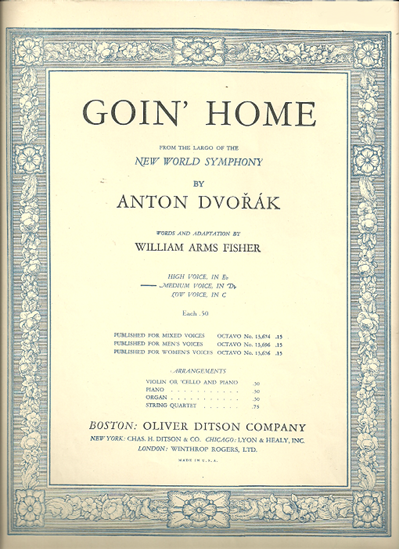 GOIN' HOME
FROM THE LARGO OF THE
NEW WORLD SYMPHONY
BY
ANTON DVOŘÁK
WORDS AND ADAPTATION BY
WILLIAM ARMS FISHER
HIGH VOICE, IN E♭
MEDIUM VOICE, IN D♭
LOW VOICE, IN C
Each .50
PUBLISHED FOR MIXED VOICES OCTAVO No. 13,674 .15
PUBLISHED FOR MEN'S VOICES OCTAVO No. .15
PUBLISHED FOR WOMEN'S VOICES OCTAVO No. 13,676 .15
ARRANGEMENTS
VIOLIN OR 'CELLO AND PIANO .50
PIANO . . . . . . . . . . . . .50
ORGAN . . . . . . . . . . . .50
STRING QUARTET . . . . . . .75
BOSTON: OLIVER DITSON COMPANY
NEW YORK: CHAS. H. DITSON & CO. CHICAGO: LYON & HEALY, INC.
LONDON: WINTHROP ROGERS, LTD.
MADE IN U.S.A.